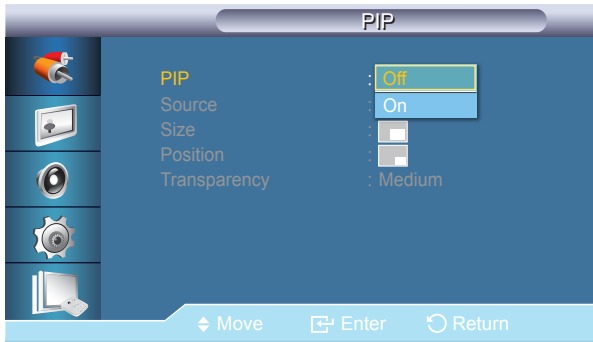 PIP
PIP : Off
Source : On
Size :
Position :
Transparency : Medium
Move Enter Return